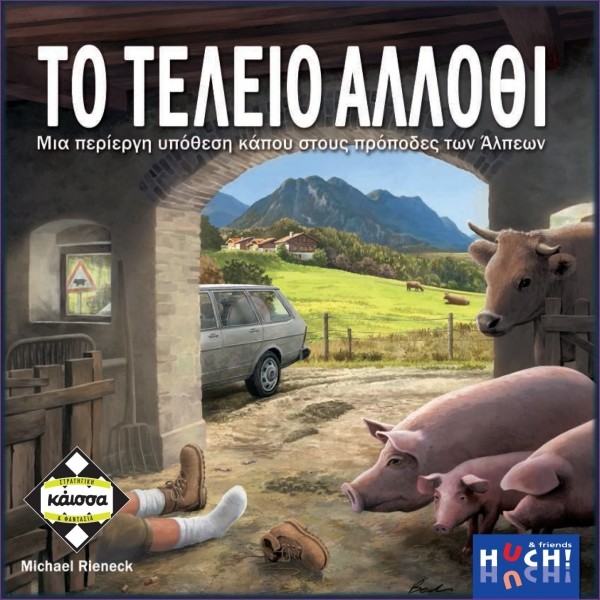 ΤΟ ΤΕΛΕΙΟ ΑΛΛΟΘΙ
Μια περίεργη υπόθεση κάπου στους πρόποδες των Άλπεων
ΣΤΡΑΤΗΓΙΚΗ
κάισσα
& ΦΑΝΤΑΣΙΑ
Michael Rieneck
& friends
HUCH!